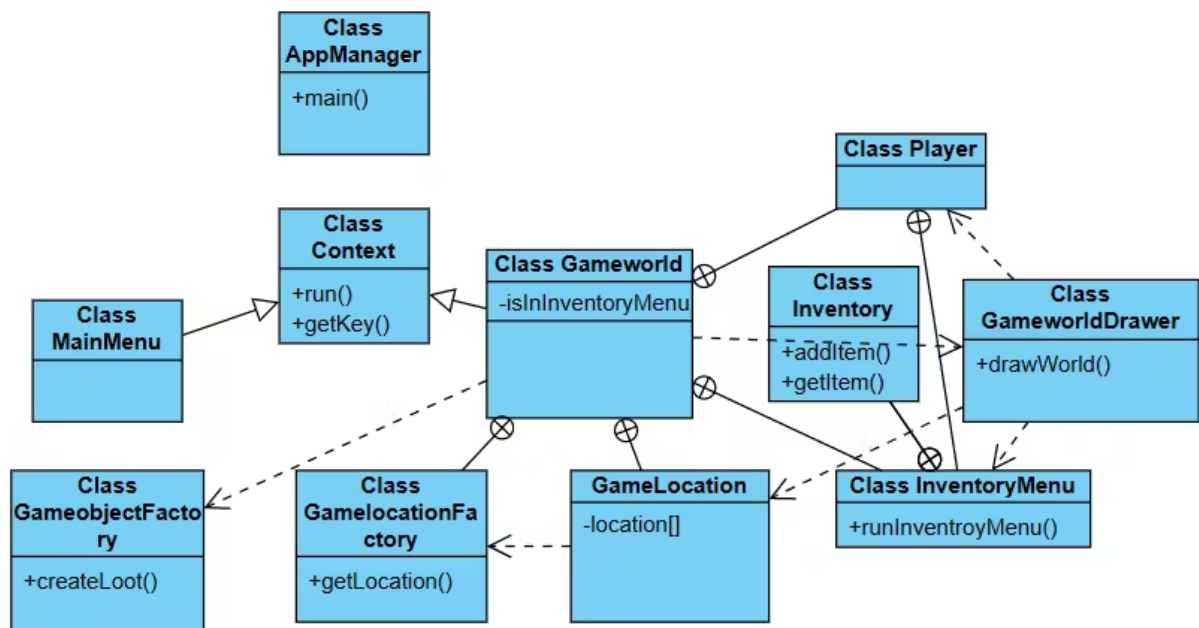 Class
AppManager
+main()
Class Player
Class
Context
+run()
+getKey()
Class Gameworld
-isInInventoryMenu
Class
Inventory
+addItem()
+getItem()
Class
GameworldDrawer
+drawWorld()
Class
MainMenu
Class
GameobjectFacto
ry
+createLoot()
Class
GamelocationFa
ctory
+getLocation()
GameLocation
-location[]
Class InventoryMenu
+runInventroyMenu()